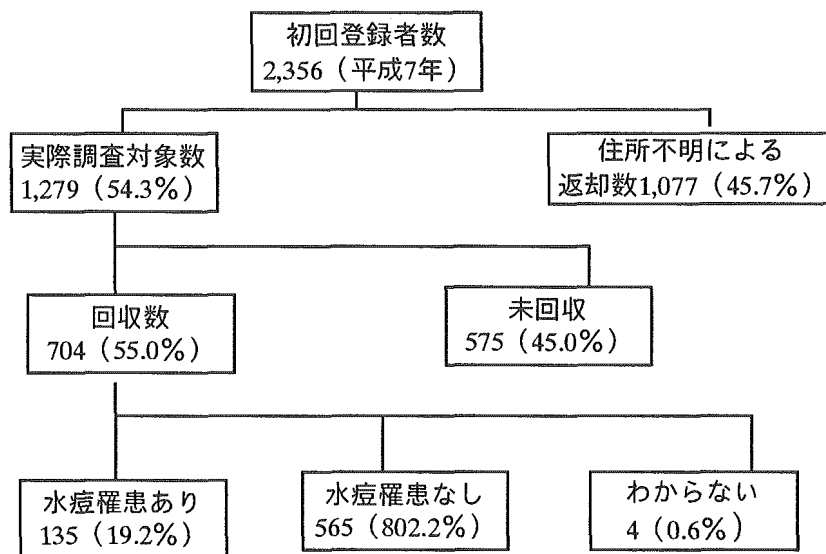 初回登録者数
2,356（平成7年）
実際調査対象数
1,279（54.3％）
住所不明による
返却数1,077（45.7％）
回収数
704（55.0％）
未回収
575（45.0％）
水痘罹患あり
135（19.2％）
水痘罹患なし
565（802.2％）
わからない
4（0.6％）